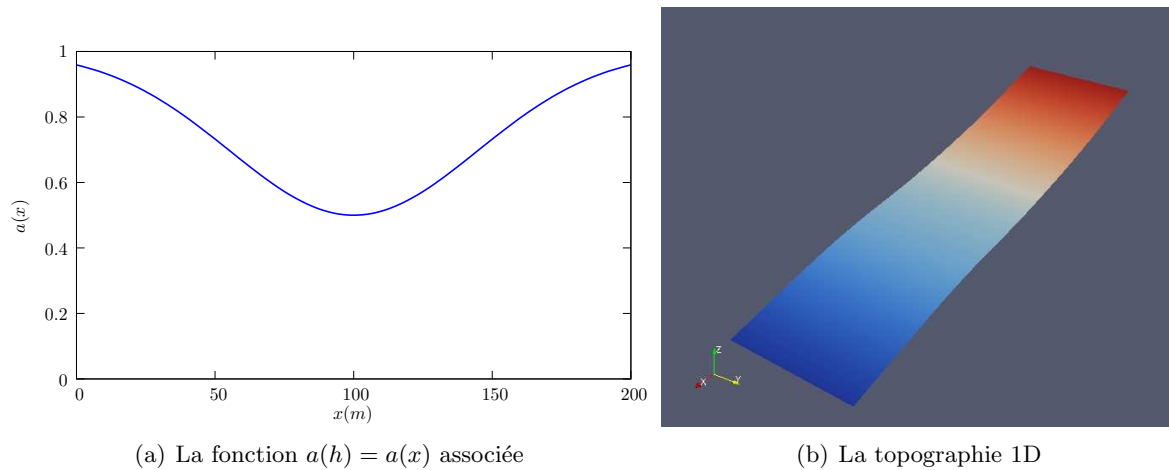 1
0.8
0.6
0.4
0.2
0
a(x)
0 50 100 150 200
x(m)
Z
X
Y
(a) La fonction a(h) = a(x) associée
(b) La topographie 1D